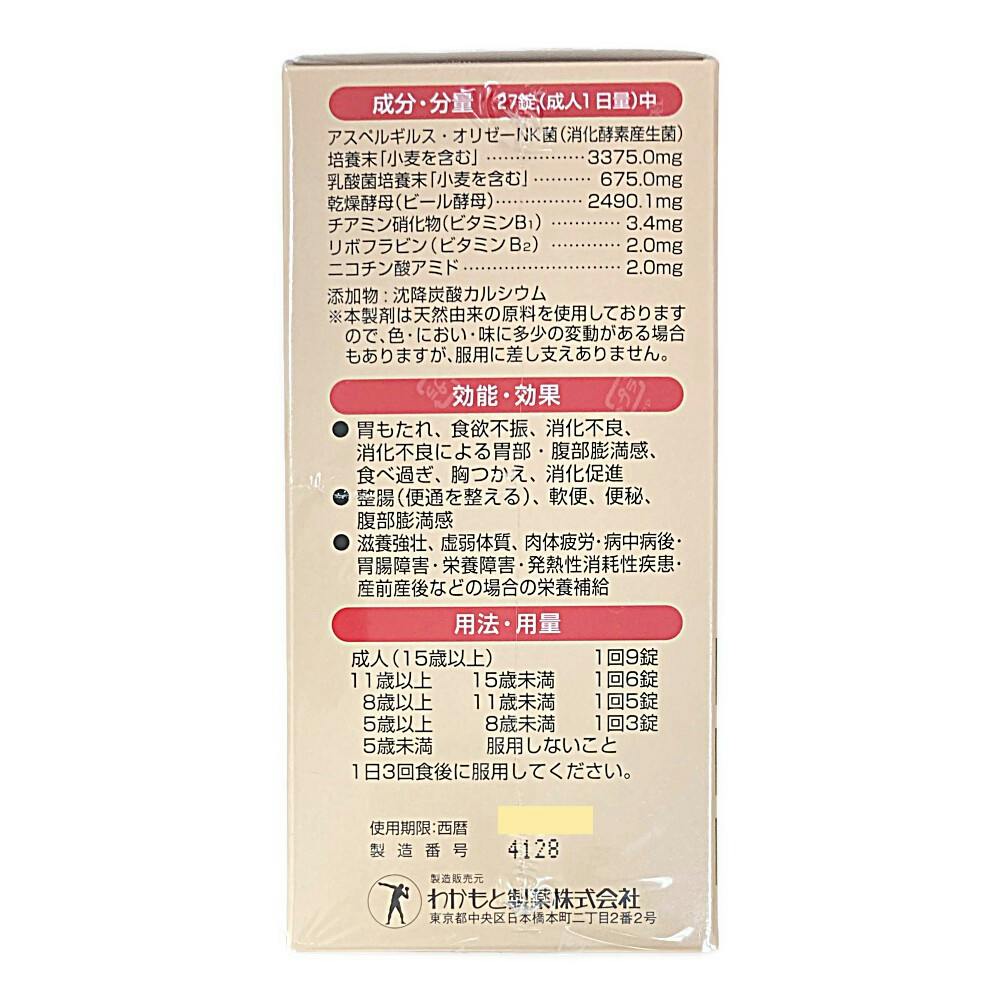 成分・分量 27錠(成人1日量)中
アスペルギルス・オリゼーNK菌(消化酵素産生菌)
培養末「小麦を含む」………………3375.0mg
乳酸菌培養末「小麦を含む」………… 675.0mg
乾燥酵母(ビール酵母)……………2490.1mg
チアミン硝化物(ビタミンB1) …………… 3.4mg
リボフラビン(ビタミンB2) ………… 2.0mg
ニコチン酸アミド……………………… 2.0mg
添加物:沈降炭酸カルシウム
※本製剤は天然由来の原料を使用しております
ので、色・におい・味に多少の変動がある場合
もありますが、服用に差し支えありません。
効能・効果
●胃もたれ、食欲不振、消化不良、
消化不良による胃部・腹部膨満感、
食べ過ぎ、胸つかえ、消化促進
●整腸(便通を整える)、軟便、便秘、
腹部膨満感
●滋養強壮、虚弱体質、肉体疲労・病中病後・
胃腸障害・栄養障害・発熱性消耗性疾患・
産前産後などの場合の栄養補給
用法・用量
成人(15歳以上) 1回9錠
11歳以上 15歳未満 1回6錠
8歳以上 11歳未満 1回5錠
5歳以上 8歳未満 1回3錠
5歳未満 服用しないこと
1日3回食後に服用してください。
使用期限:西暦
製造番号 4128
製造販売元
わかもと製薬株式会社
東京都中央区日本橋本町二丁目2番2号